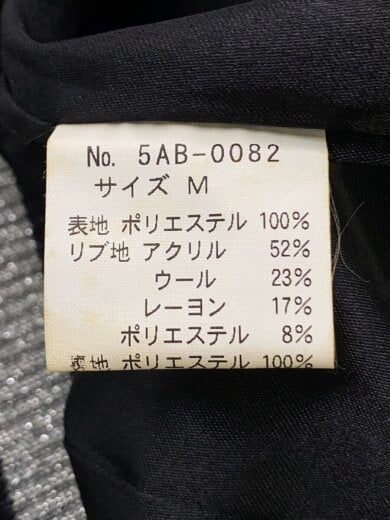 No. 5AB-0082
サイズ M
表地 ポリエステル 100%
リブ地 アクリル 52%
ウール 23%
レーヨン 17%
ポリエステル 8%
裏地 ポリエステル 100%